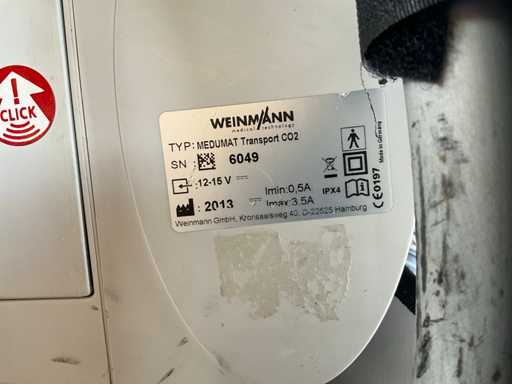 CLICK
WEINMANN
medical technology
TYP: MEDUMAT Transport CO2
SN: 6049
12-15 V
Imin: 0,5A
IPX4
2013
Imax: 3.5A
Weinmann GmbH, Kronsaalsweg 40, D-22525 Hamburg
CE 0197
Made in Germany